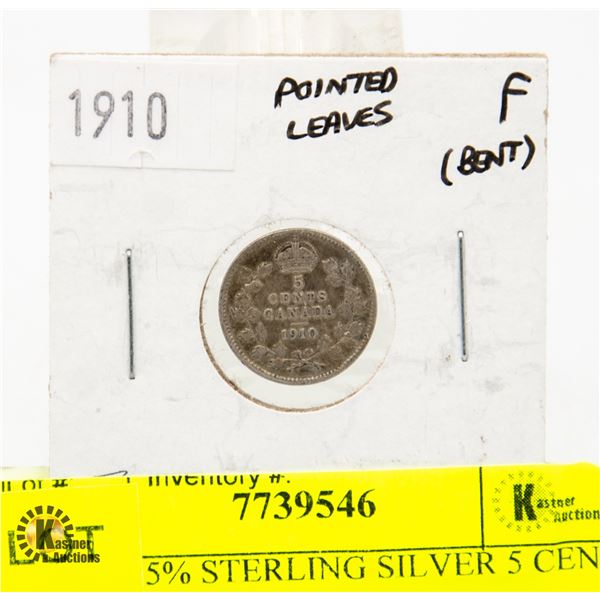 1910
POINTED
LEAVES
F
(BENT)
5
CENTS
CANADA
1910
Inventory #:
7739546
Kastner
Auctions
LOT
Kastner
Auctions
5% STERLING SILVER 5 CEN